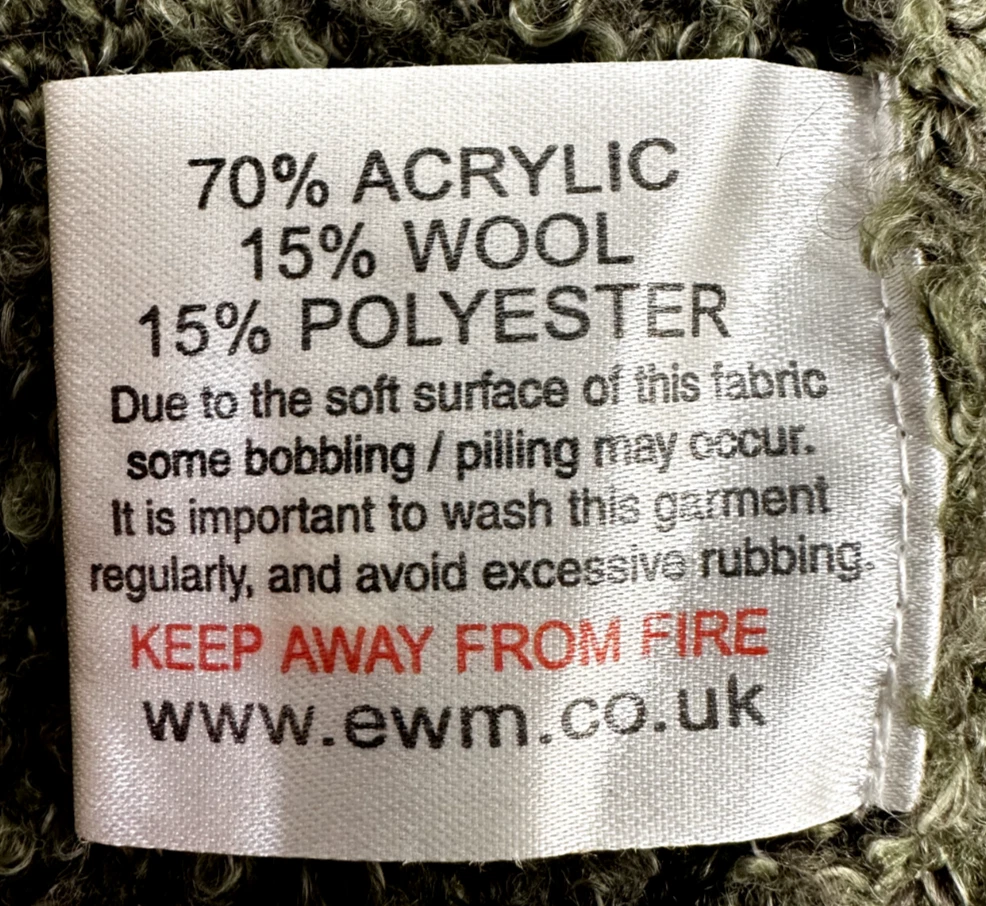 70% ACRYLIC
15% WOOL
15% POLYESTER
Due to the soft surface of this fabric
some bobbling / pilling may occur.
It is important to wash this garment
regularly, and avoid excessive rubbing.
KEEP AWAY FROM FIRE
www.ewm.co.uk